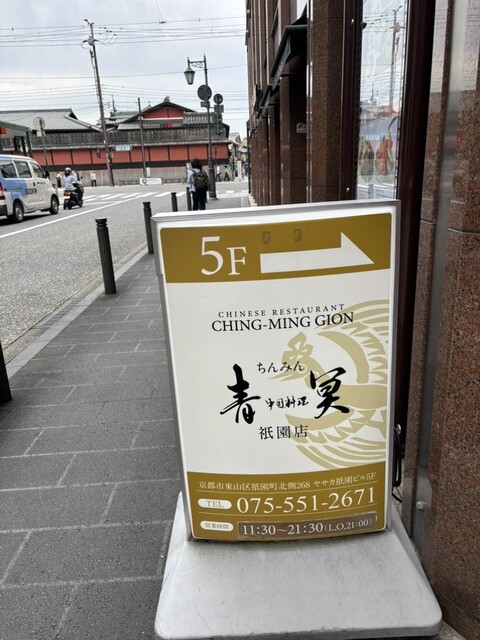 5F
CHINESE RESTAURANT
CHING-MING GION
ちんみん
青冥
中国料理
祇園店
京都市東山区祇園町北側268 ヤサカ祇園ビル5F
TEL 075-551-2671
営業時間 11:30～21:30(L.O.21:00)